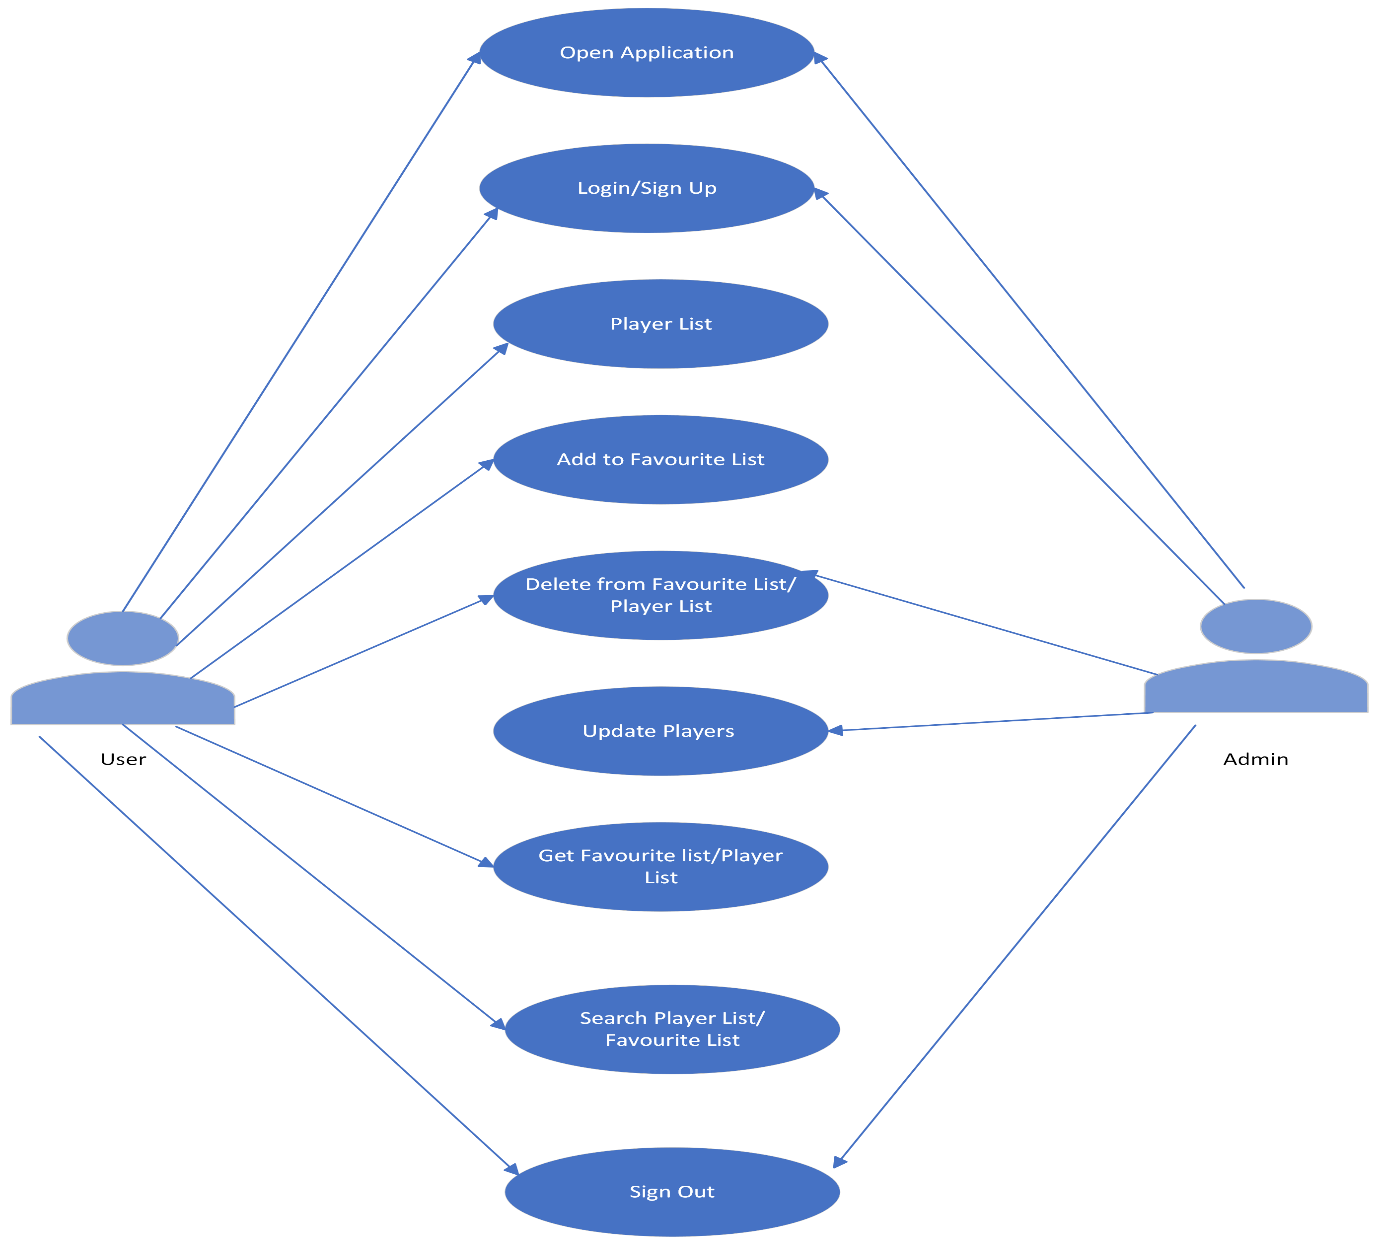 Open Application
Login/Sign Up
Player List
Add to Favourite List
Delete from Favourite List/
Player List
Update Players
User
Admin
Get Favourite list/Player
List
Search Player List/
Favourite List
Sign Out